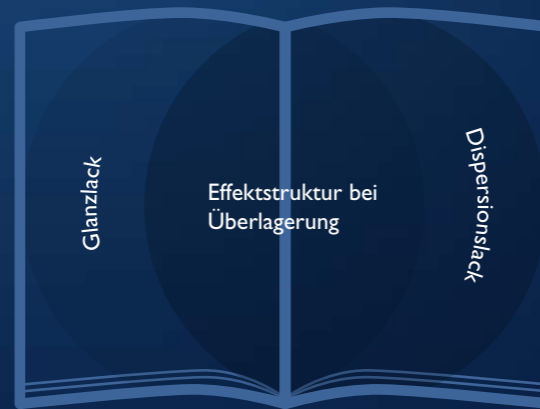 Glanzlack
Effektstruktur bei
Überlagerung
Dispersionslack